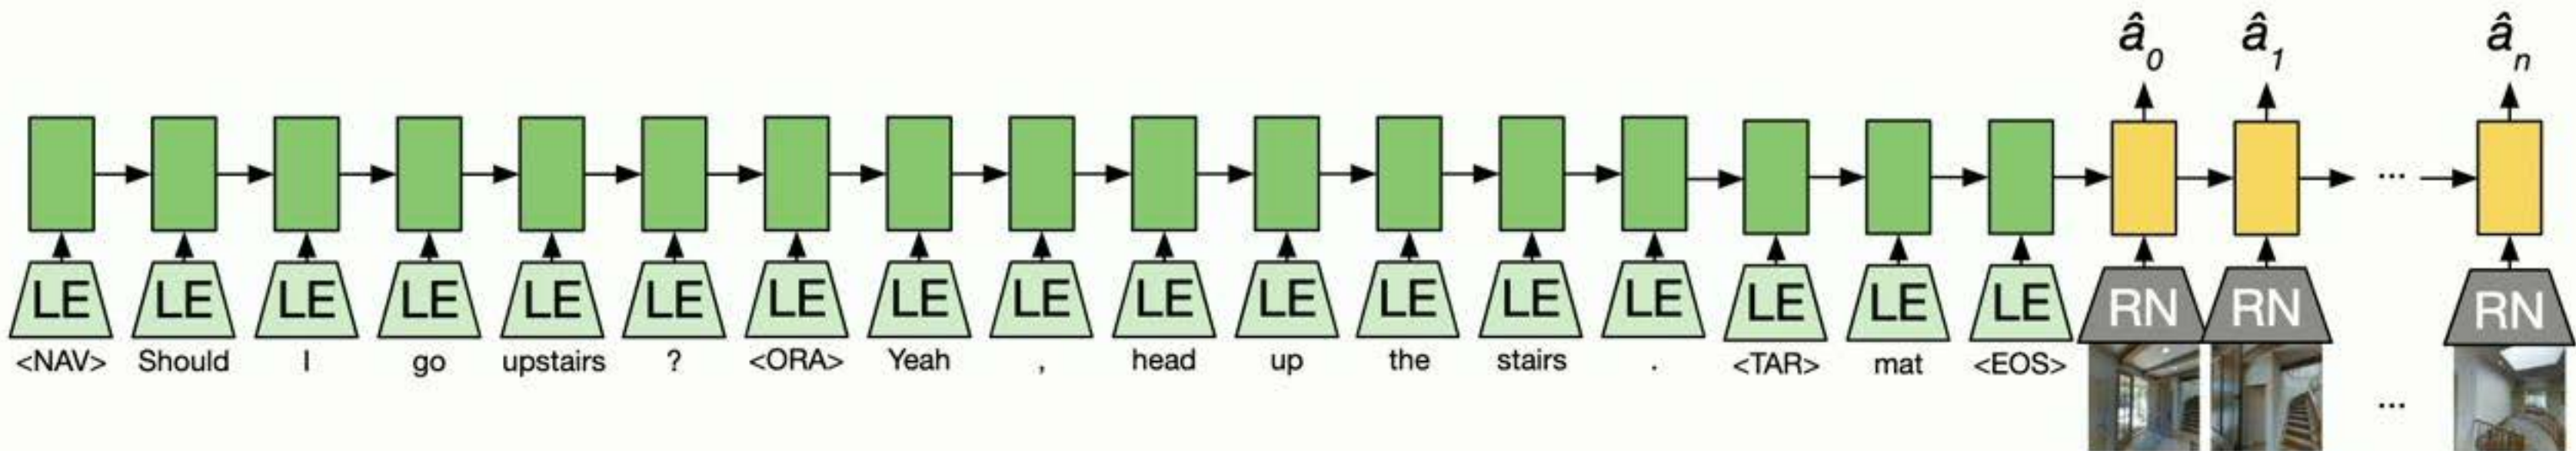 â₀ â₁ âₙ
... 
LE LE LE LE LE LE LE LE LE LE LE LE LE LE LE LE LE RN RN RN
<NAV> Should I go upstairs ? <ORA> Yeah , head up the stairs . <TAR> mat <EOS>
...